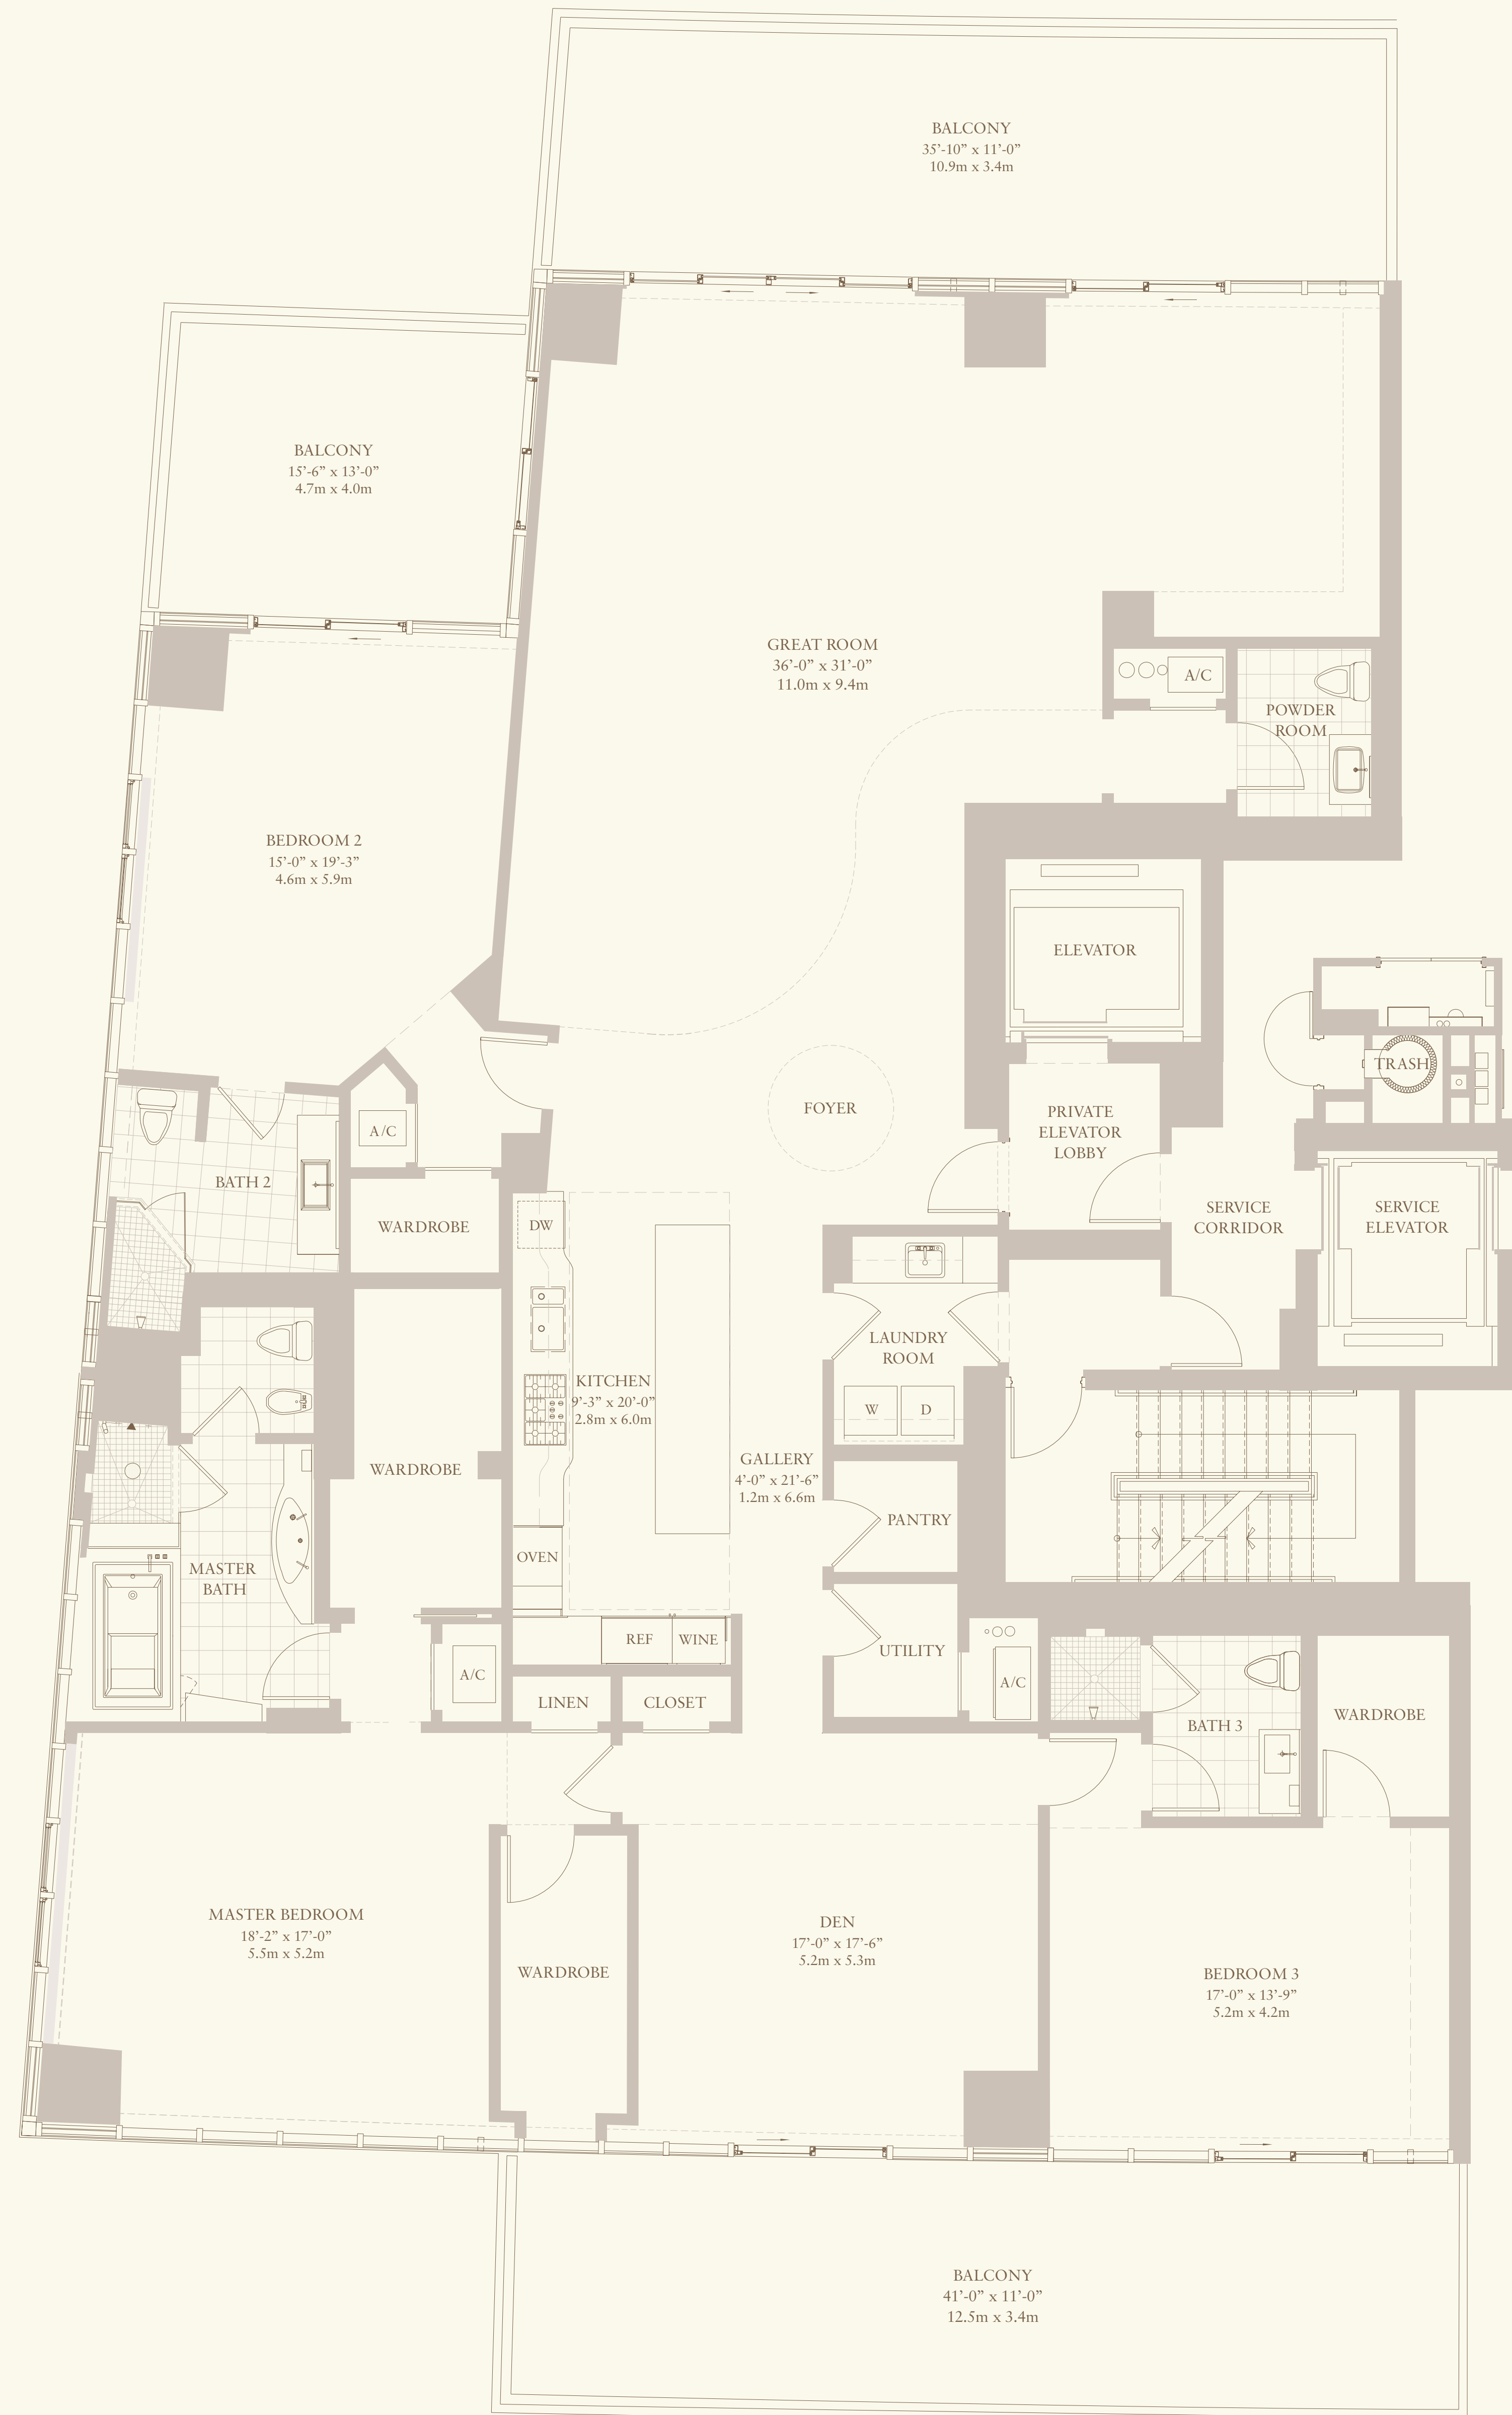 BALCONY
35’-10” x 11’-0”
10.9m x 3.4m
BALCONY
15’-6” x 13’-0”
4.7m x 4.0m
GREAT ROOM
36’-0” x 31’-0”
11.0m x 9.4m
A/C
POWDER
ROOM
BEDROOM 2
15’-0” x 19’-3”
4.6m x 5.9m
ELEVATOR
TRASH
FOYER
PRIVATE
ELEVATOR
LOBBY
A/C
BATH 2
WARDROBE
DW
SERVICE
CORRIDOR
SERVICE
ELEVATOR
LAUNDRY
ROOM
W
D
KITCHEN
9’-3” x 20’-0”
2.8m x 6.0m
WARDROBE
GALLERY
4’-0” x 21’-6”
1.2m x 6.6m
PANTRY
OVEN
MASTER
BATH
REF
WINE
UTILITY
A/C
A/C
LINEN
CLOSET
BATH 3
WARDROBE
MASTER BEDROOM
18’-2” x 17’-0”
5.5m x 5.2m
WARDROBE
DEN
17’-0” x 17’-6”
5.2m x 5.3m
BEDROOM 3
17’-0” x 13’-9”
5.2m x 4.2m
BALCONY
41’-0” x 11’-0”
12.5m x 3.4m